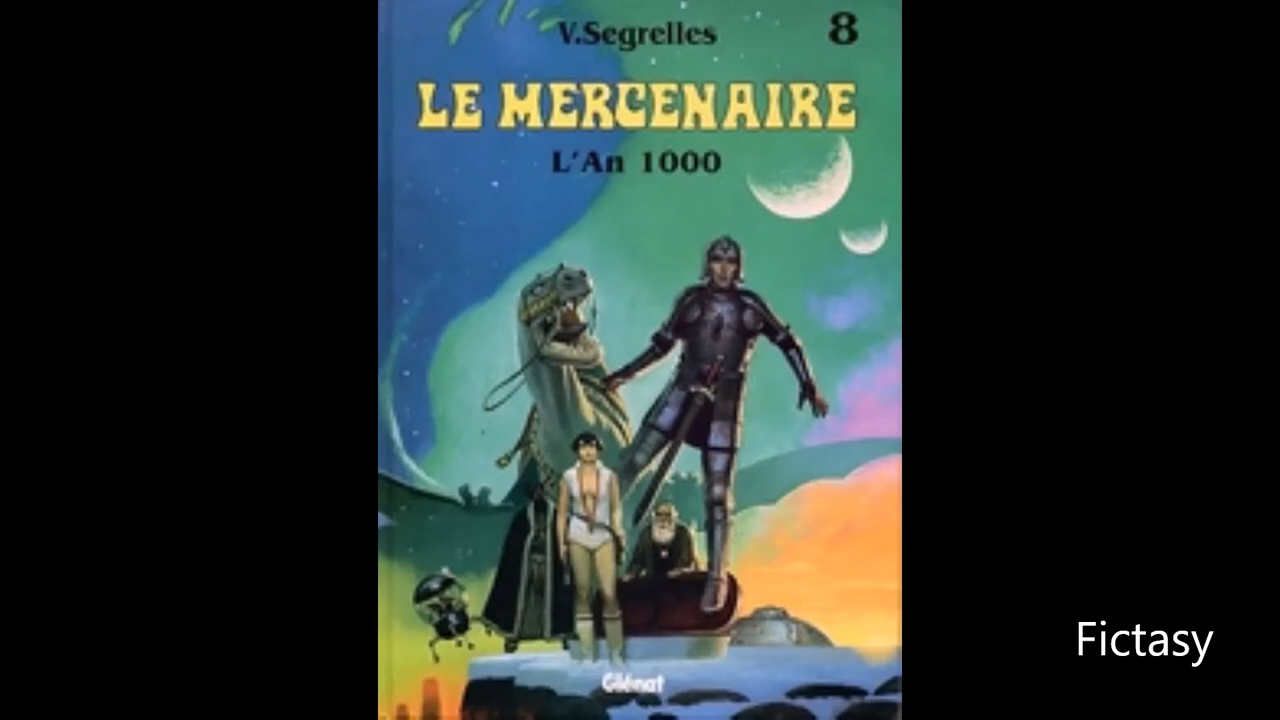 V.Segrelles
8
LE MERCENAIRE
L'An 1000
Fictasy
Glénat